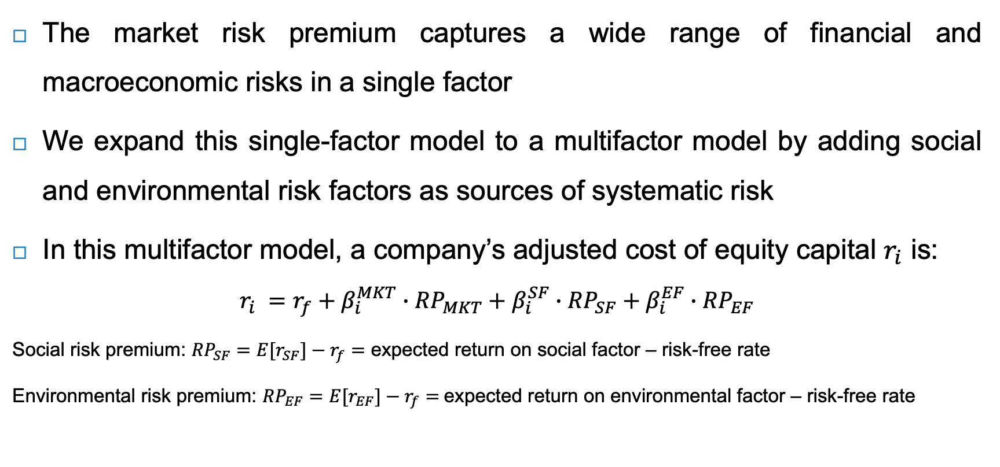 The market risk premium captures a wide range of financial and
macroeconomic risks in a single factor
We expand this single-factor model to a multifactor model by adding social
and environmental risk factors as sources of systematic risk
In this multifactor model, a company’s adjusted cost of equity capital $r_i$ is:
$r_i = r_f + \beta_i^{MKT} \cdot RP_{MKT} + \beta_i^{SF} \cdot RP_{SF} + \beta_i^{EF} \cdot RP_{EF}$
Social risk premium: $RP_{SF} = E[r_{SF}] - r_f$ = expected return on social factor – risk-free rate
Environmental risk premium: $RP_{EF} = E[r_{EF}] - r_f$ = expected return on environmental factor – risk-free rate